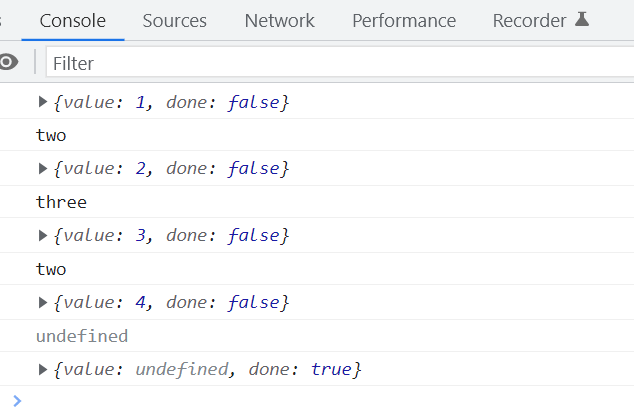 Console Sources Network Performance Recorder
Filter
{value: 1, done: false}
two
{value: 2, done: false}
three
{value: 3, done: false}
two
{value: 4, done: false}
undefined
{value: undefined, done: true}